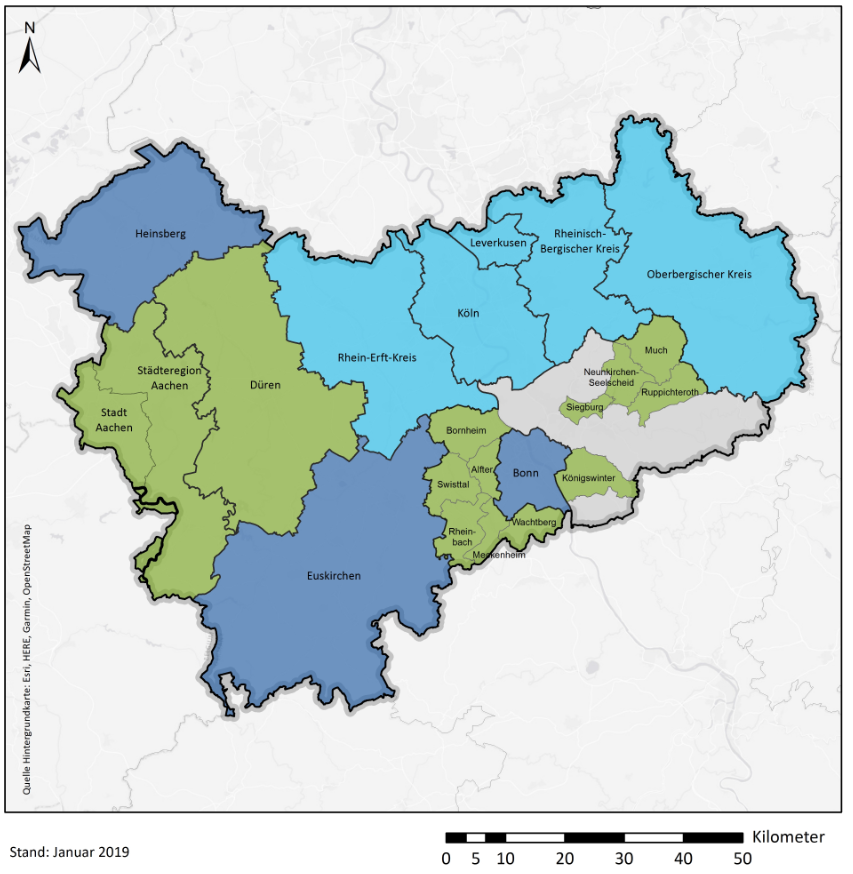 N
Heinsberg
Leverkusen
Rheinisch-
Bergischer Kreis
Oberbergischer Kreis
Köln
Rhein-Erft-Kreis
Städteregion
Aachen
Düren
Stadt
Aachen
Much
Neunkirchen-
Seelscheid
Ruppichteroth
Siegburg
Bornheim
Alfter
Bonn
Swisttal
Königswinter
Wachtberg
Rhein-
bach
Meckenheim
Euskirchen
Quelle Hintergrundkarte: Esri, HERE, Garmin, OpenStreetMap
Stand: Januar 2019
Kilometer
0 5 10 20 30 40 50